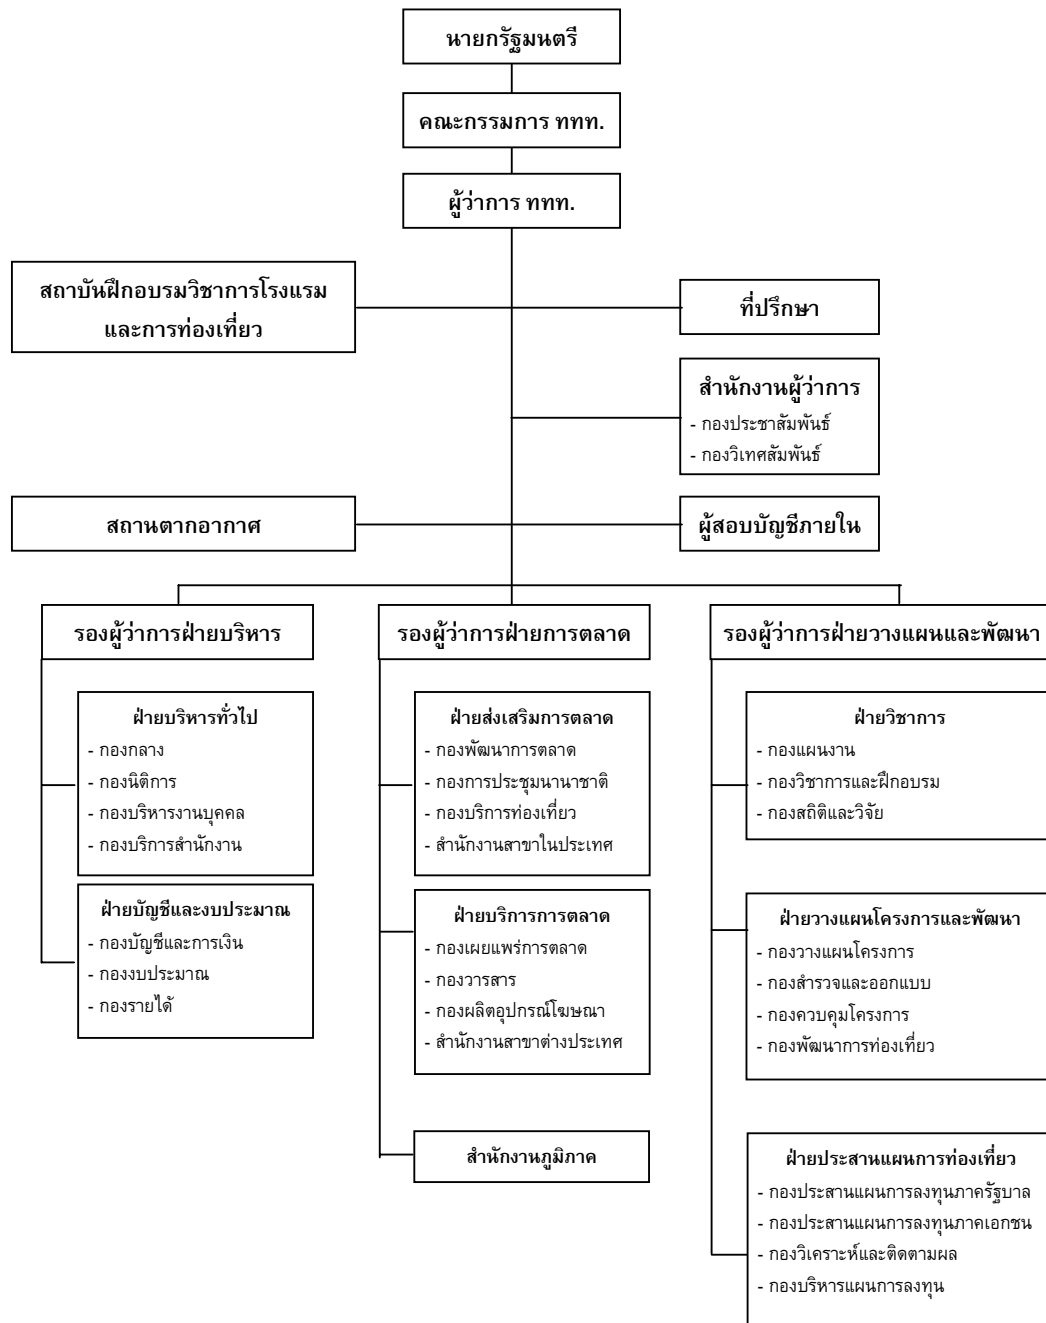 นายกรัฐมนตรี
คณะกรรมการ ททท.
ผู้ว่าการ ททท.
สถาบันฝึกอบรมวิชาการโรงแรม
และการท่องเที่ยว
ที่ปรึกษา
สำนักงานผู้ว่าการ
- กองประชาสัมพันธ์
- กองวิเทศสัมพันธ์
สถานตากอากาศ
ผู้สอบบัญชีภายใน
รองผู้ว่าการฝ่ายบริหาร
ฝ่ายบริหารทั่วไป
- กองกลาง
- กองนิติการ
- กองบริหารงานบุคคล
- กองบริการสำนักงาน
ฝ่ายบัญชีและงบประมาณ
- กองบัญชีและการเงิน
- กองงบประมาณ
- กองรายได้
รองผู้ว่าการฝ่ายการตลาด
ฝ่ายส่งเสริมการตลาด
- กองพัฒนาการตลาด
- กองการประชุมนานาชาติ
- กองบริการท่องเที่ยว
- สำนักงานสาขาในประเทศ
ฝ่ายบริการการตลาด
- กองเผยแพร่การตลาด
- กองวารสาร
- กองผลิตอุปกรณ์โฆษณา
- สำนักงานสาขาต่างประเทศ
สำนักงานภูมิภาค
รองผู้ว่าการฝ่ายวางแผนและพัฒนา
ฝ่ายวิชาการ
- กองแผนงาน
- กองวิชาการและฝึกอบรม
- กองสถิติและวิจัย
ฝ่ายวางแผนโครงการและพัฒนา
- กองวางแผนโครงการ
- กองสำรวจและออกแบบ
- กองควบคุมโครงการ
- กองพัฒนาการท่องเที่ยว
ฝ่ายประสานแผนการท่องเที่ยว
- กองประสานแผนการลงทุนภาครัฐบาล
- กองประสานแผนการลงทุนภาคเอกชน
- กองวิเคราะห์และติดตามผล
- กองบริหารแผนการลงทุน